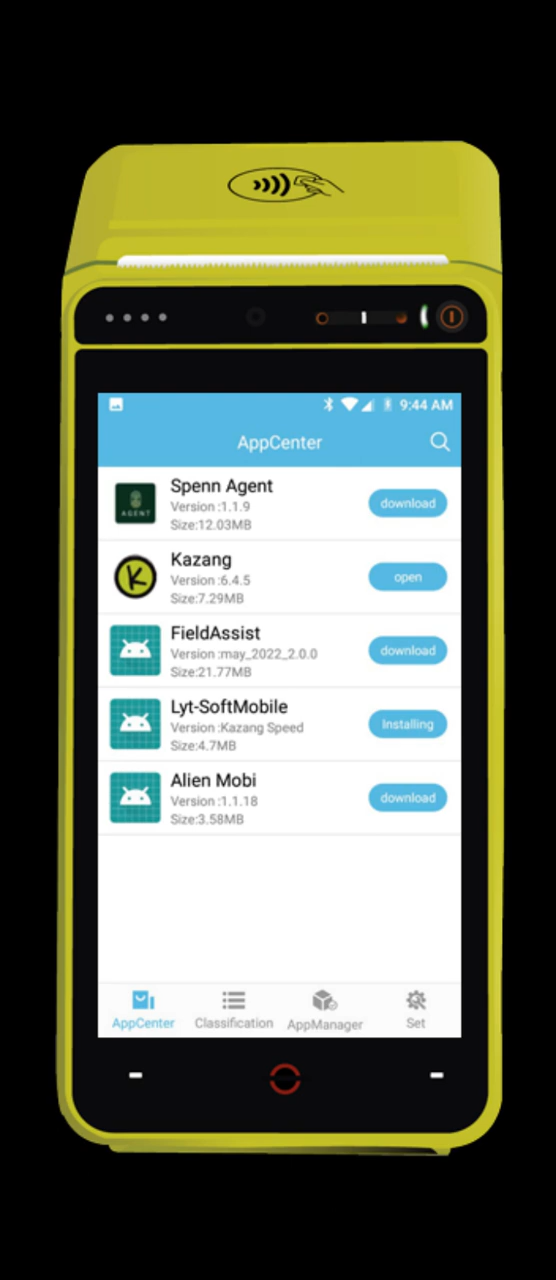 9:44 AM
AppCenter
Spenn Agent
Version :1.1.9
Size:12.03MB
download
AGENT
Kazang
Version :6.4.5
Size:7.29MB
open
K
FieldAssist
Version :may_2022_2.0.0
Size:21.77MB
download
Lyt-SoftMobile
Version :Kazang Speed
Size:4.7MB
Installing
Alien Mobi
Version :1.1.18
Size:3.58MB
download
AppCenter
Classification
AppManager
Set